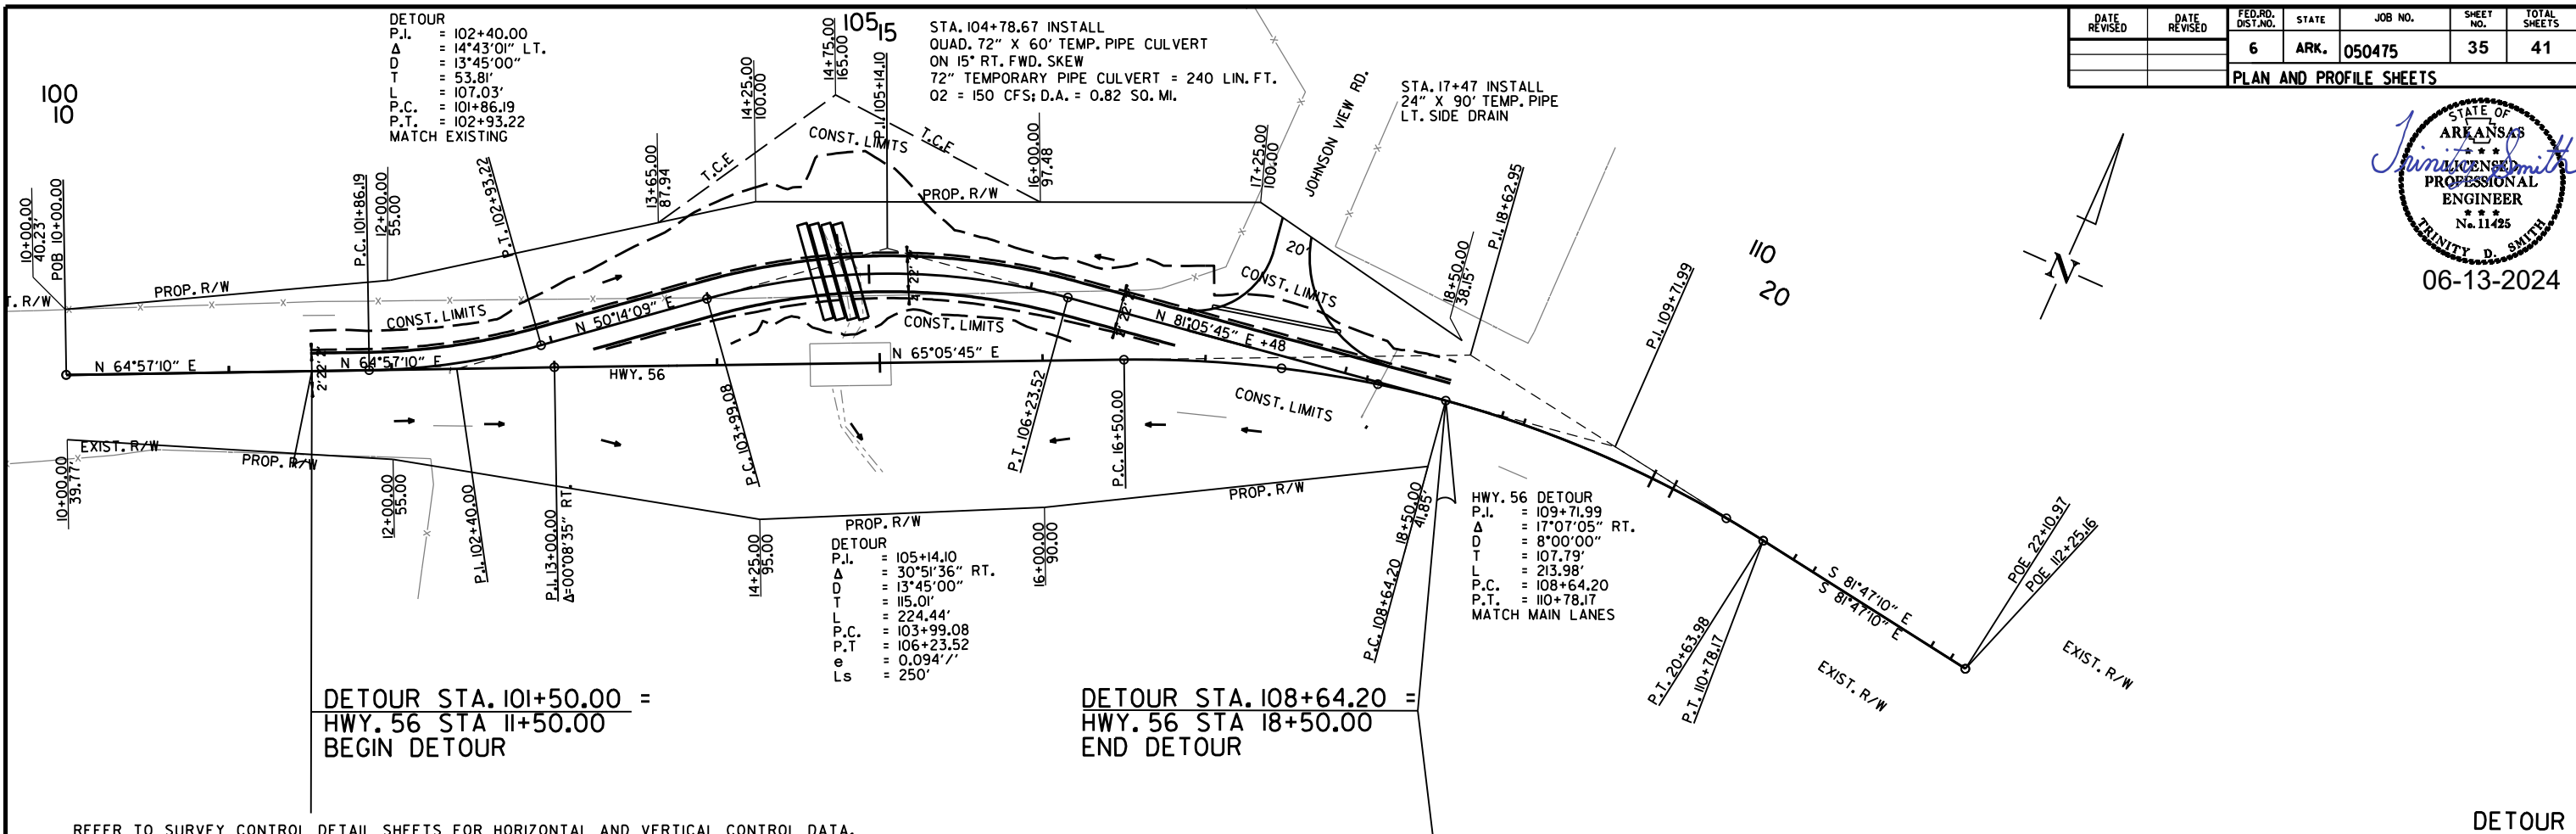 DATE
REVISED
DATE
REVISED
FED.RD.
DIST.NO.
STATE
JOB NO.
SHEET
NO.
TOTAL
SHEETS
6
ARK.
050475
35
41
PLAN AND PROFILE SHEETS
STATE OF
ARKANSAS
* * *
LICENSED
PROFESSIONAL
ENGINEER
* * *
No. 11425
TRINITY D. SMITH
Trinity Smith
06-13-2024
N
100
10
105
15
110
20
DETOUR
P.I. = 102+40.00
Δ = 14°43'01" LT.
D = 13°45'00"
T = 53.81'
L = 107.03'
P.C. = 101+86.19
P.T. = 102+93.22
MATCH EXISTING
STA. 104+78.67 INSTALL
QUAD. 72" X 60' TEMP. PIPE CULVERT
ON 15° RT. FWD. SKEW
72" TEMPORARY PIPE CULVERT = 240 LIN. FT.
Q2 = 150 CFS; D.A. = 0.82 SQ. MI.
STA. 17+47 INSTALL
24" X 90' TEMP. PIPE
LT. SIDE DRAIN
JOHNSON VIEW RD.
10+00.00
40.23'
POB 10+00.00
P.C. 101+86.19
12+00.00
55.00
P.T. 102+93.22
13+65.00
87.94
14+25.00
100.00
14+75.00
165.00
P.I. 105+14.10
16+00.00
97.48
17+25.00
100.00
18+50.00
38.15'
P.I. 18+62.95
P.I. 109+71.99
T.C.E
T.C.E
CONST. LIMITS
PROP. R/W
T. R/W
PROP. R/W
CONST. LIMITS
CONST. LIMITS
CONST. LIMITS
20'
22'
2' 22' 2'
2' 22' 2'
N 50°14'09" E
N 81°05'45" E
+48
N 64°57'10" E
N 64°57'10" E
N 65°05'45" E
HWY. 56
CONST. LIMITS
EXIST. R/W
PROP. R/W
10+00.00
39.77'
12+00.00
55.00
P.I. 102+40.00
P.I. 13+00.00
Δ=00°08'35" RT.
P.C. 103+99.08
14+25.00
95.00
PROP. R/W
P.T. 106+23.52
16+00.00
90.00
P.C. 16+50.00
PROP. R/W
P.C. 108+64.20
18+50.00
41.85'
DETOUR
P.I. = 105+14.10
Δ = 30°51'36" RT.
D = 13°45'00"
T = 115.01'
L = 224.44'
P.C. = 103+99.08
P.T = 106+23.52
e = 0.094'/'
Ls = 250'
HWY. 56 DETOUR
P.I. = 109+71.99
Δ = 17°07'05" RT.
D = 8°00'00"
T = 107.79'
L = 213.98'
P.C. = 108+64.20
P.T. = 110+78.17
MATCH MAIN LANES
P.T. 20+63.98
P.T. 110+78.17
S 81°47'10" E
S 81°47'10" E
POE 22+10.97
POE 112+25.16
EXIST. R/W
EXIST. R/W
DETOUR STA. 101+50.00 =
HWY. 56 STA 11+50.00
BEGIN DETOUR
DETOUR STA. 108+64.20 =
HWY. 56 STA 18+50.00
END DETOUR
REFER TO SURVEY CONTROL DETAIL SHEETS FOR HORIZONTAL AND VERTICAL CONTROL DATA.
DETOUR